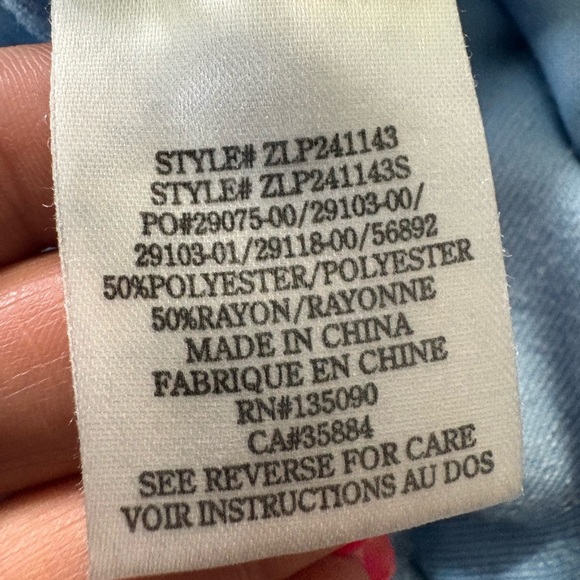 STYLE# ZLP241143
STYLE# ZLP241143S
PO#29075-00/29103-00/
29103-01/29118-00/56892
50%POLYESTER/POLYESTER
50%RAYON/RAYONNE
MADE IN CHINA
FABRIQUE EN CHINE
RN#135090
CA#35884
SEE REVERSE FOR CARE
VOIR INSTRUCTIONS AU DOS